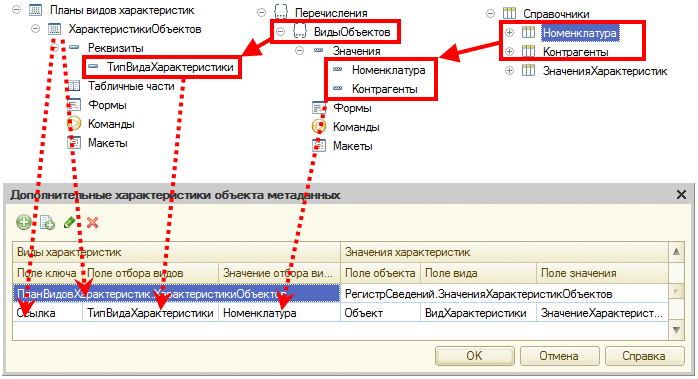 Планы видов характеристик
ХарактеристикиОбъектов
Реквизиты
ТипВидаХарактеристики
Табличные части
Формы
Команды
Макеты
Перечисления
ВидыОбъектов
Значения
Номенклатура
Контрагенты
Формы
Команды
Макеты
Справочники
Номенклатура
Контрагенты
ЗначенияХарактеристик
Дополнительные характеристики объекта метаданных
Виды характеристик Значения характеристик
Поле ключа Поле отбора видов Значение отбора ви... Поле объекта Поле вида Поле значения
ПланВидовХарактеристик.ХарактеристикиОбъектов РегистрСведений.ЗначенияХарактеристикОбъектов
Ссылка ТипВидаХарактеристики Номенклатура Объект ВидХарактеристики ЗначениеХарактерист...
OK Отмена Справка